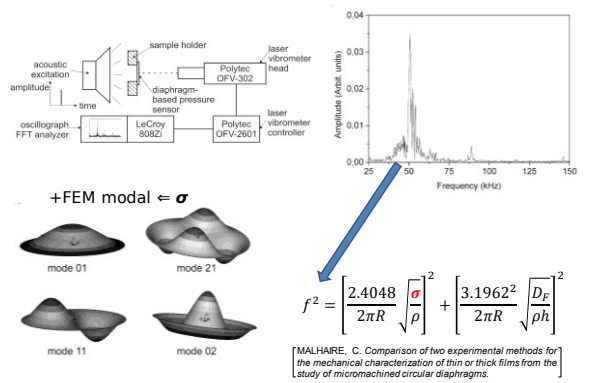 acoustic
excitation
amplitude
time
sample holder
diaphragm-
based pressure
sensor
Polytec
OFV-302
laser
vibrometer
head
oscillograph
FFT analyzer
LeCroy
808Zi
Polytec
OFV-2601
laser
vibrometer
controller
0,04
0,03
0,02
0,01
0,00
Amplitude (Arbit. units)
25 50 75 100 125 150
Frequency (kHz)
+FEM modal ⇐ σ
mode 01
mode 21
mode 11
mode 02
f² = [2.4048/2πR √σ/ρ]² + [3.1962²/2πR √D_F/ρh]²
[MALHAIRE, C. Comparison of two experimental methods for
the mechanical characterization of thin or thick films from the
study of micromachined circular diaphragms.]